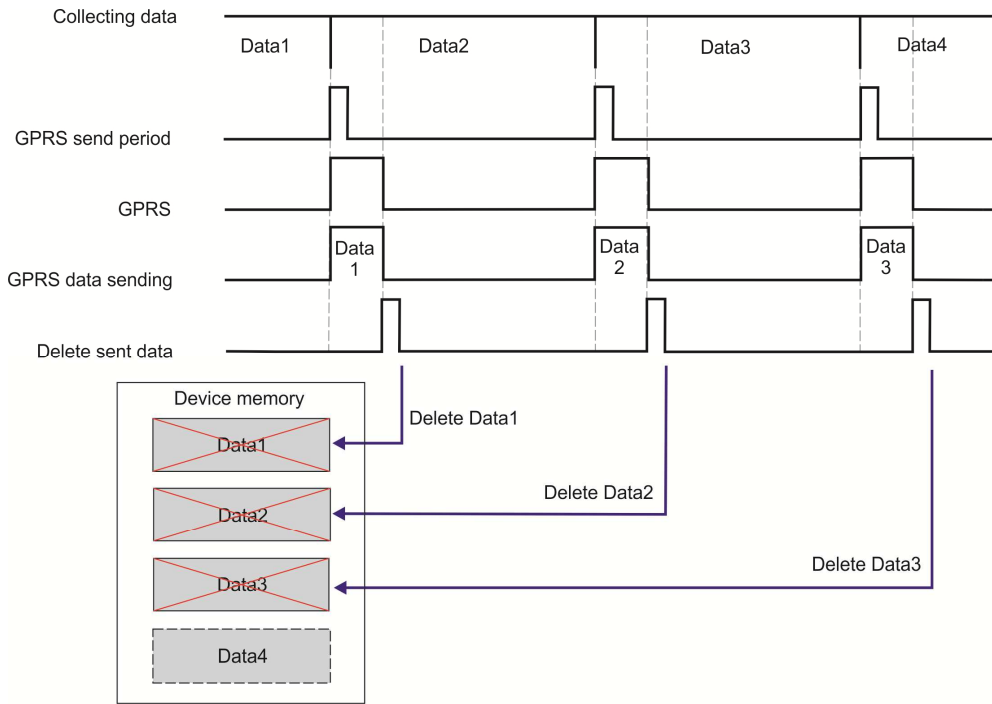 Collecting data
Data1
Data2
Data3
Data4
GPRS send period
GPRS
GPRS data sending
Data
1
Data
2
Data
3
Delete sent data
Device memory
Data1
Delete Data1
Data2
Delete Data2
Data3
Delete Data3
Data4